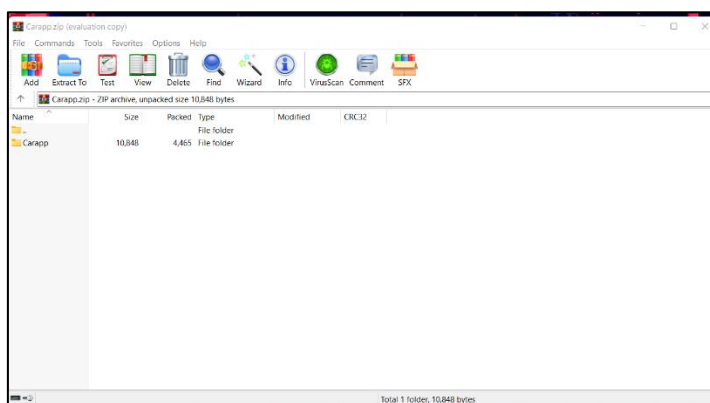 Carapp.zip (evaluation copy)
File Commands Tools Favorites Options Help
Add Extract To Test View Delete Find Wizard Info VirusScan Comment SFX
Carapp.zip - ZIP archive, unpacked size 10,848 bytes
Name Size Packed Type Modified CRC32
.. File folder
Carapp 10,848 4,465 File folder
Total 1 folder, 10,848 bytes